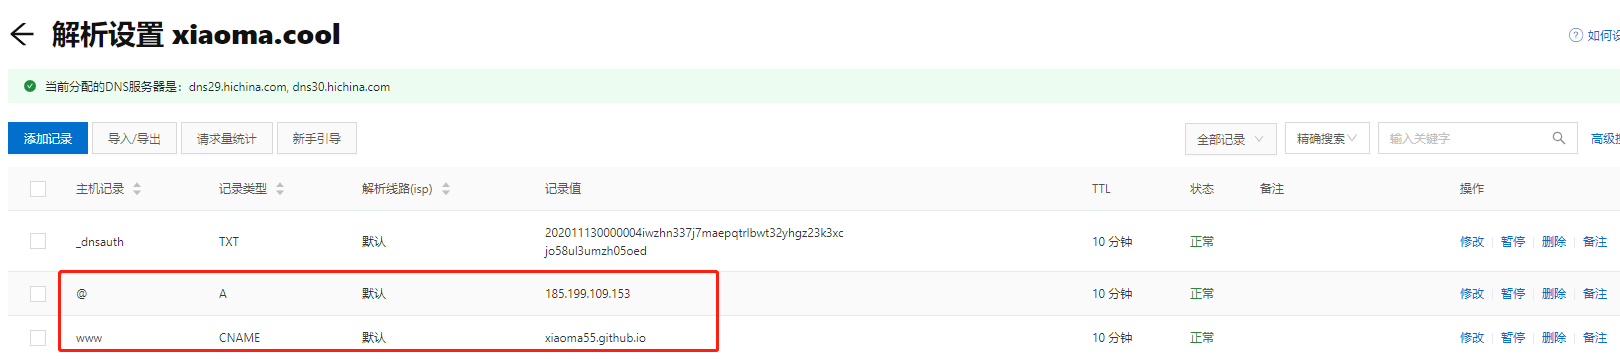 解析设置 xiaoma.cool
如何设
当前分配的DNS服务器是：dns29.hichina.com, dns30.hichina.com
添加记录 导入/导出 请求量统计 新手引导 全部记录 精确搜索 输入关键字 高级搜
主机记录 记录类型 解析线路(isp) 记录值 TTL 状态 备注 操作
_dnsauth TXT 默认 202011130000004iwzhn337j7maepqtrlbwt32yhgz23k3xc
jo58ul3umzh05oed 10 分钟 正常 修改 暂停 删除 备注
@ A 默认 185.199.109.153 10 分钟 正常 修改 暂停 删除 备注
www CNAME 默认 xiaoma55.github.io 10 分钟 正常 修改 暂停 删除 备注